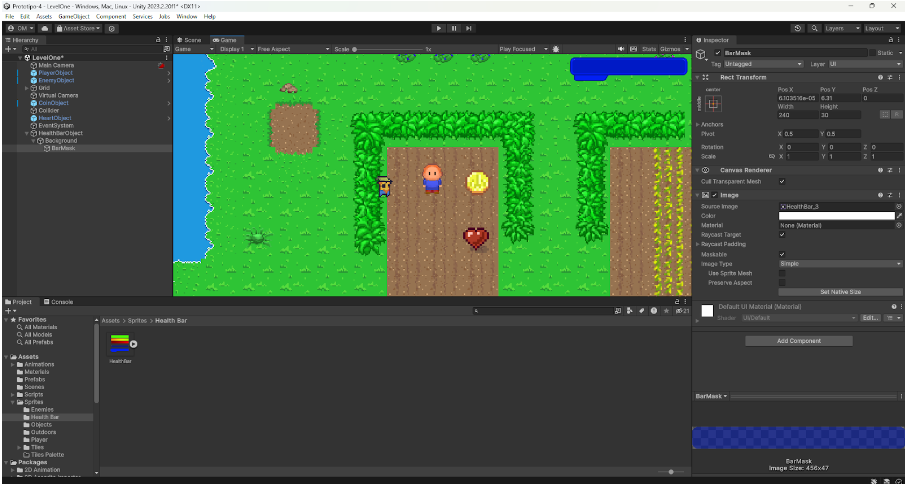 Prototipo-4 - LevelOne - Windows, Mac, Linux - Unity 2023.2.20f1* <DX11>
File Edit Assets GameObject Component Services Jobs Window Help
OM Asset Store
Layers Layout
Hierarchy
All
LevelOne*
Main Camera
PlayerObject
EnemyObject
Grid
Virtual Camera
CoinObject
Collider
HeartObject
EventSystem
HealthBarObject
Background
BarMask
Scene Game
Game Display 1 Free Aspect Scale 1x Play Focused Stats Gizmos
Inspector
BarMask Static
Tag Untagged Layer UI
Rect Transform
center
middle
Pos X Pos Y Pos Z
6.103516e-05 6.31 0
Width Height
240 30
R
Anchors
Pivot X 0.5 Y 0.5
Rotation X 0 Y 0 Z 0
Scale X 1 Y 1 Z 1
Canvas Renderer
Cull Transparent Mesh
Image
Source Image HealthBar_3
Color
Material None (Material)
Raycast Target
Raycast Padding
Maskable
Image Type Simple
Use Sprite Mesh
Preserve Aspect
Set Native Size
Default UI Material (Material)
Shader UI/Default Edit...
Add Component
BarMask
BarMask
Image Size: 456x47
Project Console
21
Favorites
All Materials
All Models
All Prefabs
Assets
Animations
Materials
Prefabs
Scenes
Scripts
Sprites
Enemies
Health Bar
Objects
Outdoors
Player
Tiles
Tiles Palette
Packages
2D Animation
Assets > Sprites > Health Bar
HealthBar